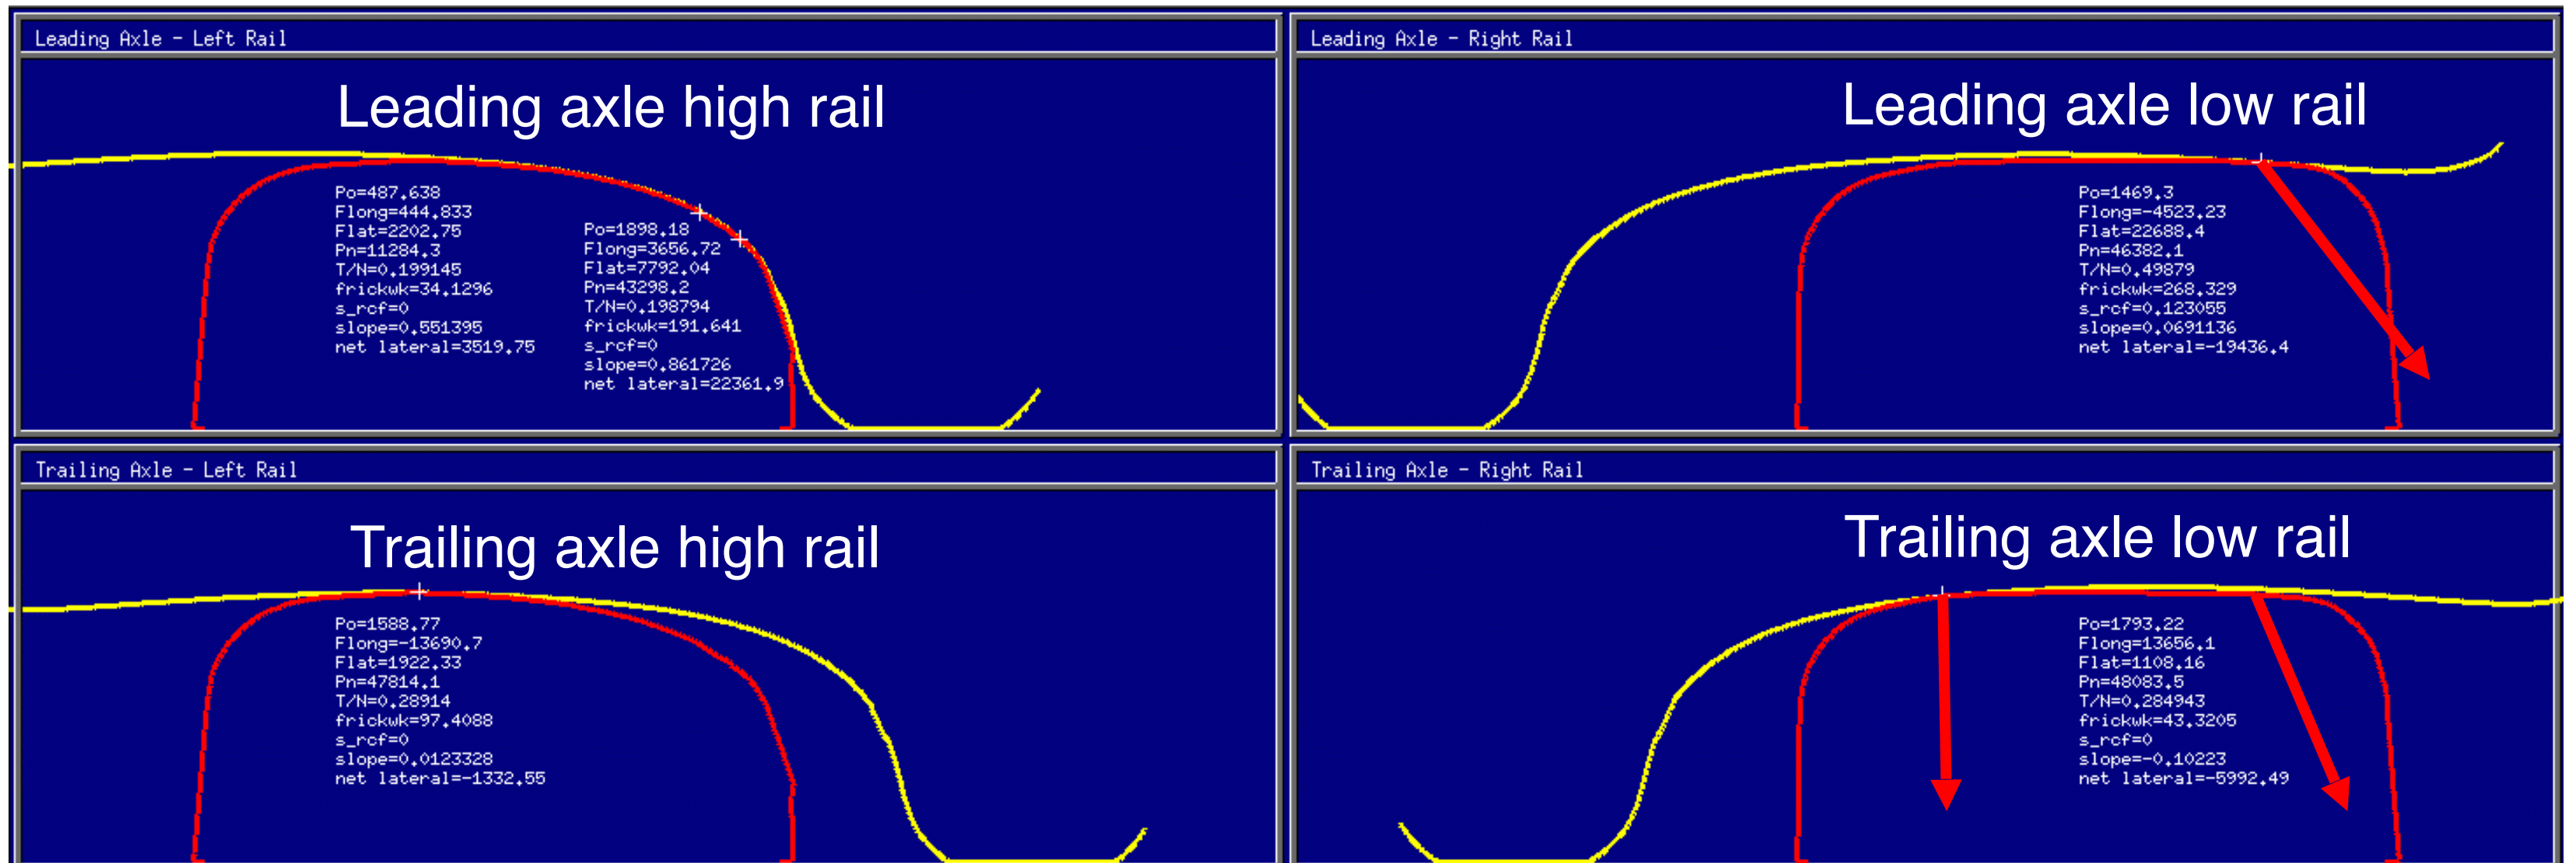 Leading Axle - Left Rail
Leading axle high rail
Po=487.638
Flong=444.833
Flat=2202.75
Pn=11284.3
T/N=0.199145
frickwk=34.1296
s_rcf=0
slope=0.551395
net lateral=3519.75
Po=1898.18
Flong=3656.72
Flat=7792.04
Pn=43298.2
T/N=0.198794
frickwk=191.641
s_rcf=0
slope=0.861726
net lateral=22361.9
Leading Axle - Right Rail
Leading axle low rail
Po=1469.3
Flong=-4523.23
Flat=22688.4
Pn=46382.1
T/N=0.49879
frickwk=268.329
s_rcf=0.123055
slope=0.0691136
net lateral=-19436.4
Trailing Axle - Left Rail
Trailing axle high rail
Po=1588.77
Flong=-13690.7
Flat=1922.33
Pn=47814.1
T/N=0.28914
frickwk=97.4088
s_rcf=0
slope=0.0123328
net lateral=-1332.55
Trailing Axle - Right Rail
Trailing axle low rail
Po=1793.22
Flong=13656.1
Flat=1108.16
Pn=48083.5
T/N=0.284943
frickwk=43.3205
s_rcf=0
slope=-0.10223
net lateral=-5992.49